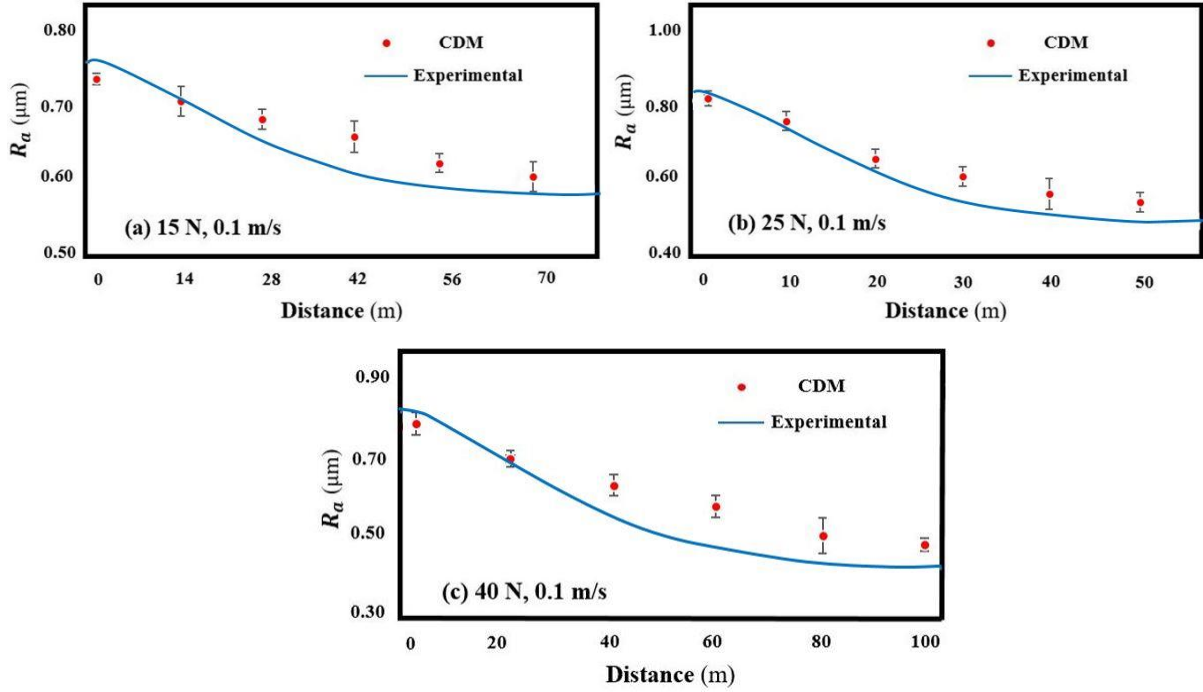 0.80
0.70
0.60
0.50
Rₐ (μm)
CDM
Experimental
(a) 15 N, 0.1 m/s
0 14 28 42 56 70
Distance (m)
1.00
0.80
0.60
0.40
Rₐ (μm)
CDM
Experimental
(b) 25 N, 0.1 m/s
0 10 20 30 40 50
Distance (m)
0.90
0.70
0.50
0.30
Rₐ (μm)
CDM
Experimental
(c) 40 N, 0.1 m/s
0 20 40 60 80 100
Distance (m)